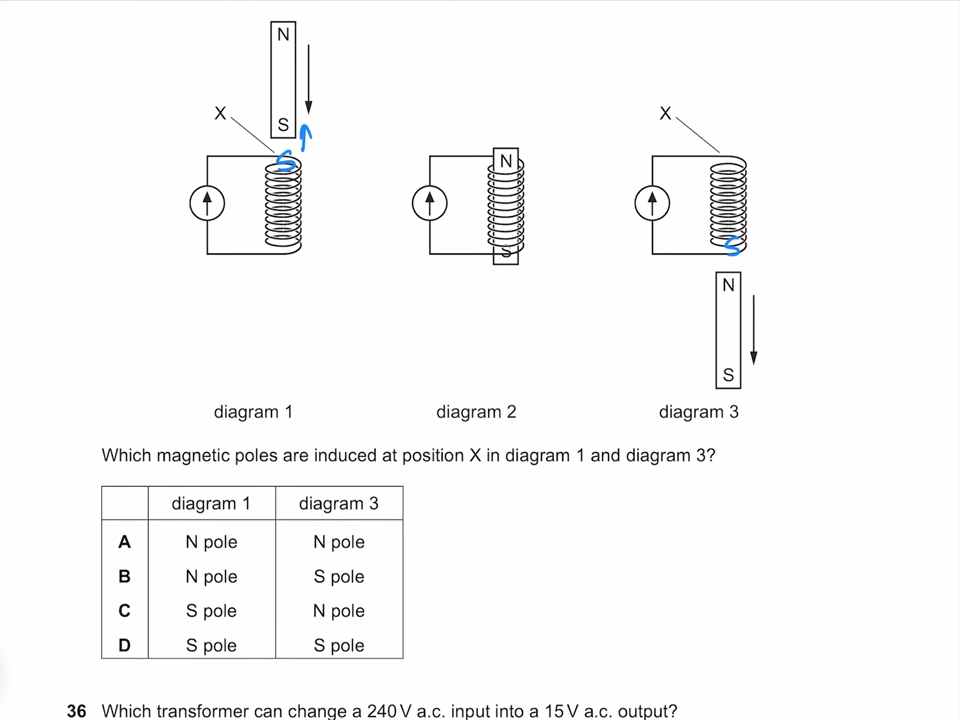 N
S
X
S
N
S
X
S
N
S
diagram 1 diagram 2 diagram 3
Which magnetic poles are induced at position X in diagram 1 and diagram 3?
diagram 1 diagram 3
A N pole N pole
B N pole S pole
C S pole N pole
D S pole S pole
36 Which transformer can change a 240 V a.c. input into a 15 V a.c. output?